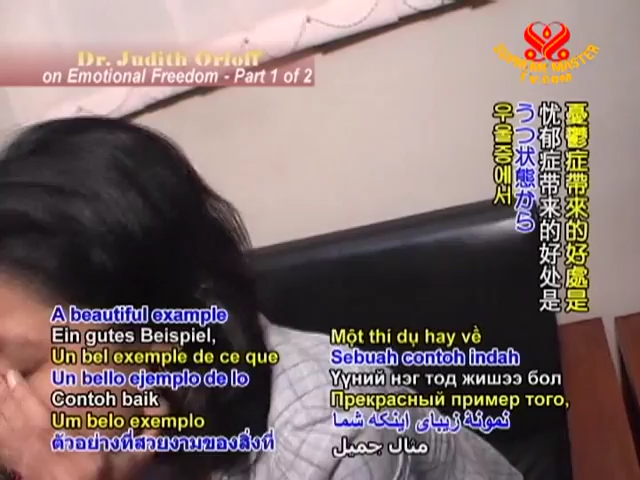 Dr. Judith Orloff
on Emotional Freedom - Part 1 of 2
SUPREME MASTER
TV.COM
憂鬱症帶來的好處是
忧郁症带来的好处是
うつ状態から
우울증에서
A beautiful example
Ein gutes Beispiel,
Un bel exemple de ce que
Un bello ejemplo de lo
Contoh baik
Um belo exemplo
ตัวอย่างที่สวยงามของสิ่งที่
Một thí dụ hay về
Sebuah contoh indah
Үүний нэг тод жишээ бол
Прекрасный пример того,
نمونهٔ زیبای اینکه شما
مثال جميل